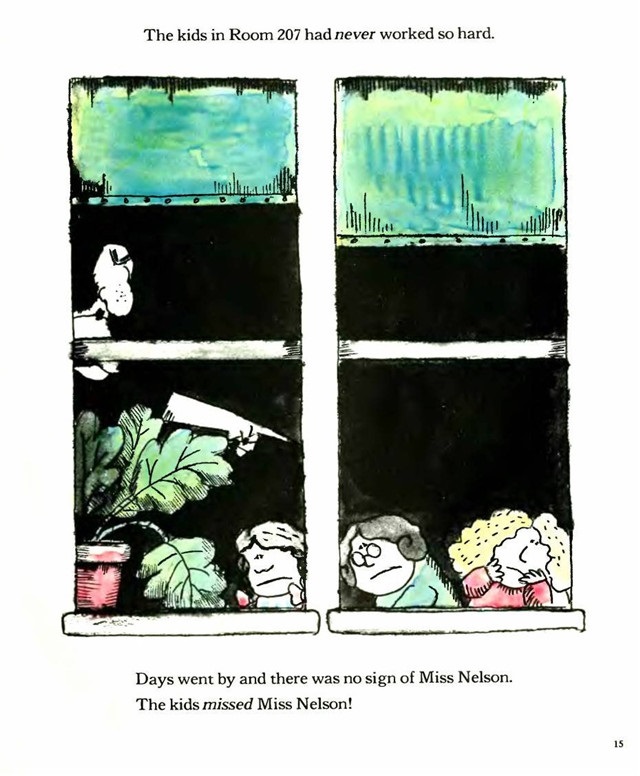 The kids in Room 207 had never worked so hard.
Days went by and there was no sign of Miss Nelson.
The kids missed Miss Nelson!
15